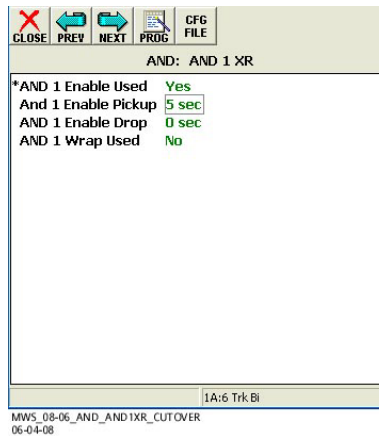 CLOSE PREV NEXT PROG CFG FILE
AND: AND 1 XR
*AND 1 Enable Used Yes
And 1 Enable Pickup 5 sec
AND 1 Enable Drop 0 sec
AND 1 Wrap Used No
1A:6 Trk Bi
MWS_08-06_AND_AND1XR_CUTOVER
06-04-08